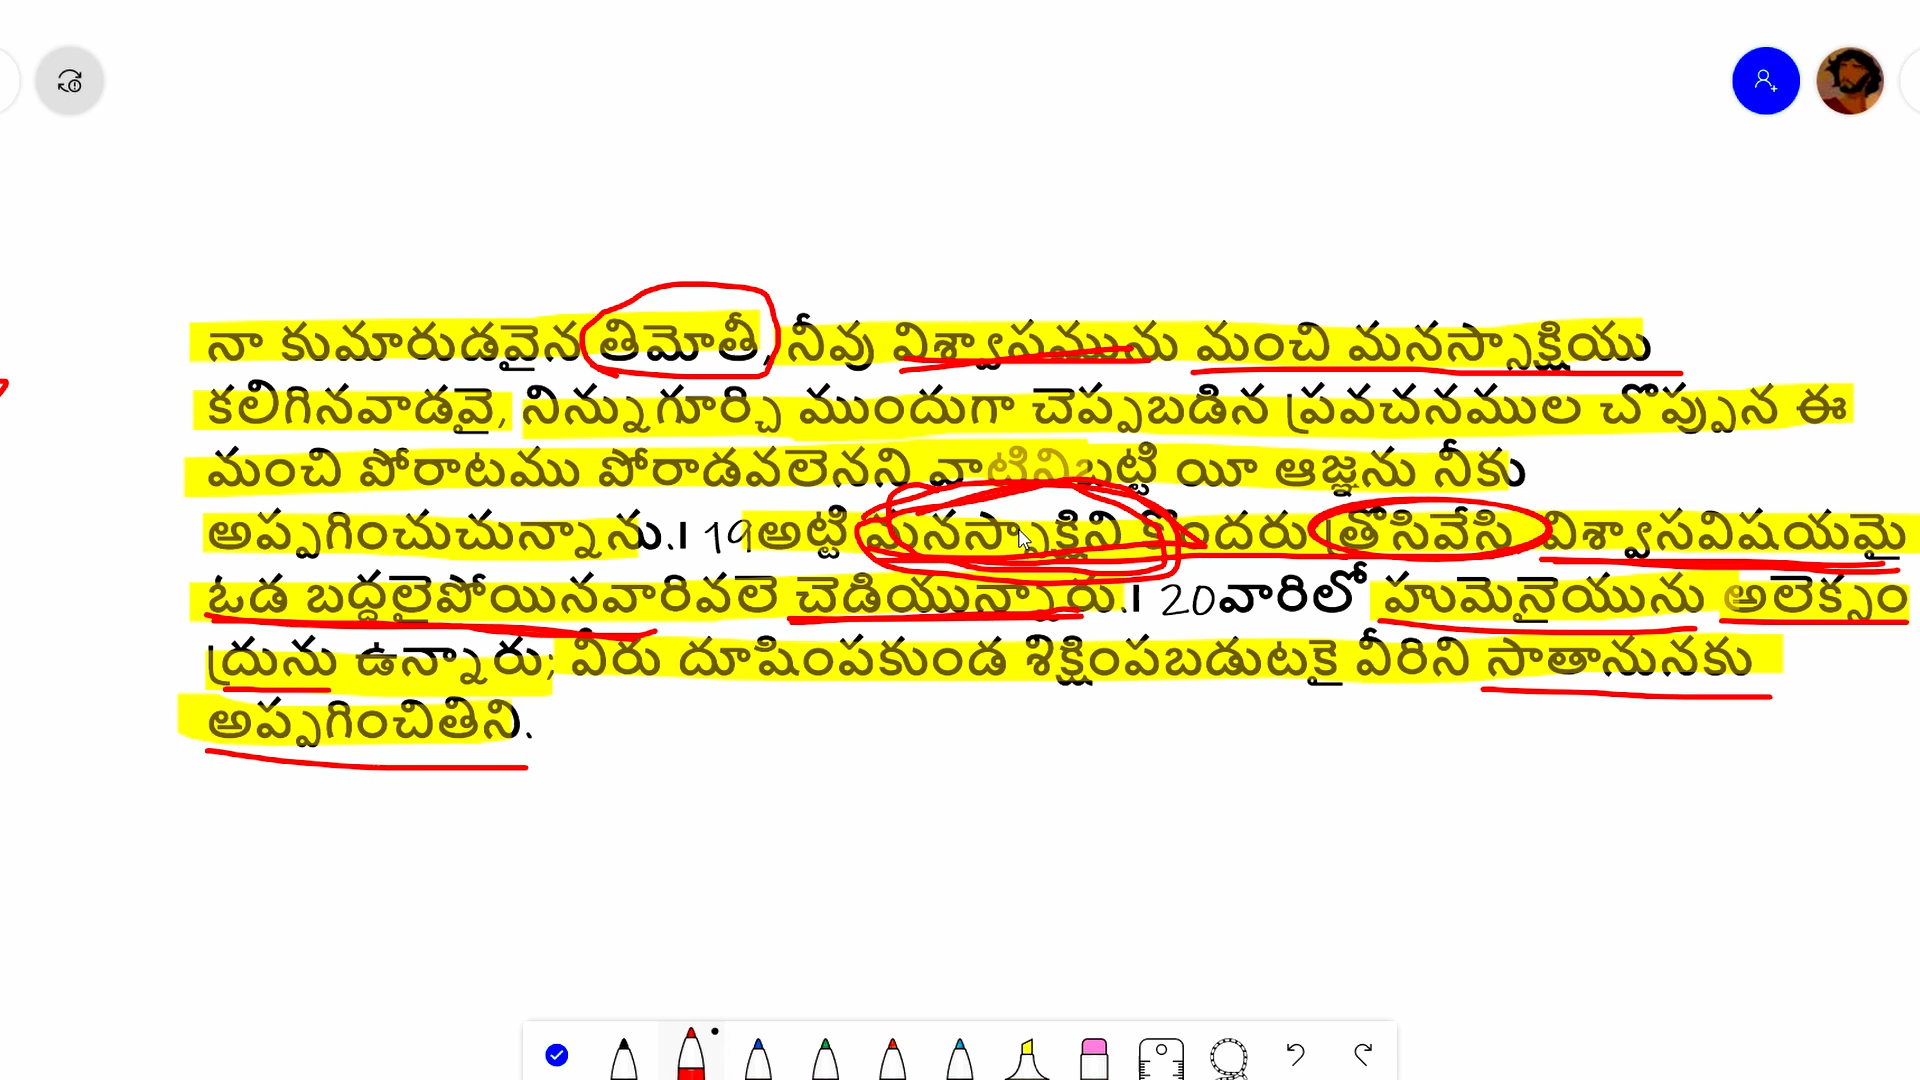 నా కుమారుడవైన తిమోతీ, నీవు విశ్వాసమును మంచి మనస్సాక్షియు
కలిగినవాడవై, నిన్నుగూర్చి ముందుగా చెప్పబడిన ప్రవచనముల చొప్పున ఈ
మంచి పోరాటము పోరాడవలెనని వాటినిబట్టి యీ ఆజ్ఞను నీకు
అప్పగించుచున్నాను.। 19అట్టి మనస్సాక్షిని కొందరు త్రోసివేసి విశ్వాసవిషయమై
ఓడ బద్దలైపోయినవారివలె చెడియున్నారు.। 20వారిలో హుమెనైయును అలెక్సం
ద్రును ఉన్నారు; వీరు దూషింపకుండ శిక్షింపబడుటకై వీరిని సాతానునకు
అప్పగించితిని.